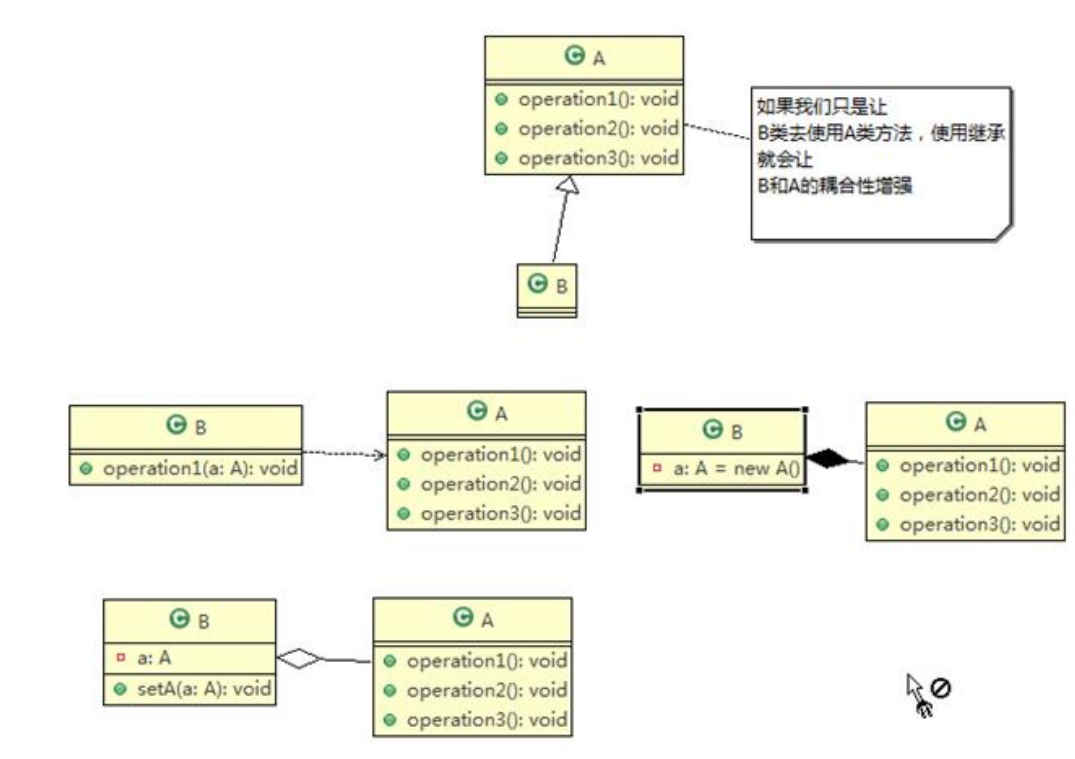 A
operation1(): void
operation2(): void
operation3(): void
如果我们只是让
B类去使用A类方法，使用继承
就会让
B和A的耦合性增强
B
B
operation1(a: A): void
A
operation1(): void
operation2(): void
operation3(): void
B
a: A = new A()
A
operation1(): void
operation2(): void
operation3(): void
B
a: A
setA(a: A): void
A
operation1(): void
operation2(): void
operation3(): void